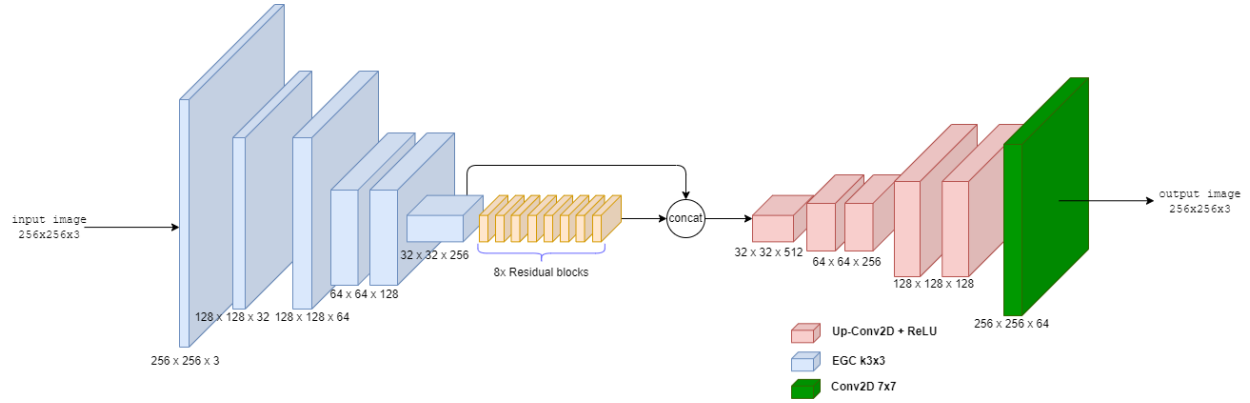 input image
256x256x3
256 x 256 x 3
128 x 128 x 32
128 x 128 x 64
64 x 64 x 128
32 x 32 x 256
8x Residual blocks
concat
32 x 32 x 512
64 x 64 x 256
128 x 128 x 128
256 x 256 x 64
output image
256x256x3
Up-Conv2D + ReLU
EGC k3x3
Conv2D 7x7